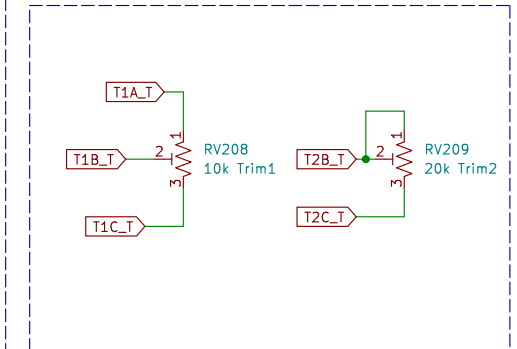 T1A_T
1
T1B_T
2
RV208
10k Trim1
3
T1C_T
1
T2B_T
2
RV209
20k Trim2
3
T2C_T